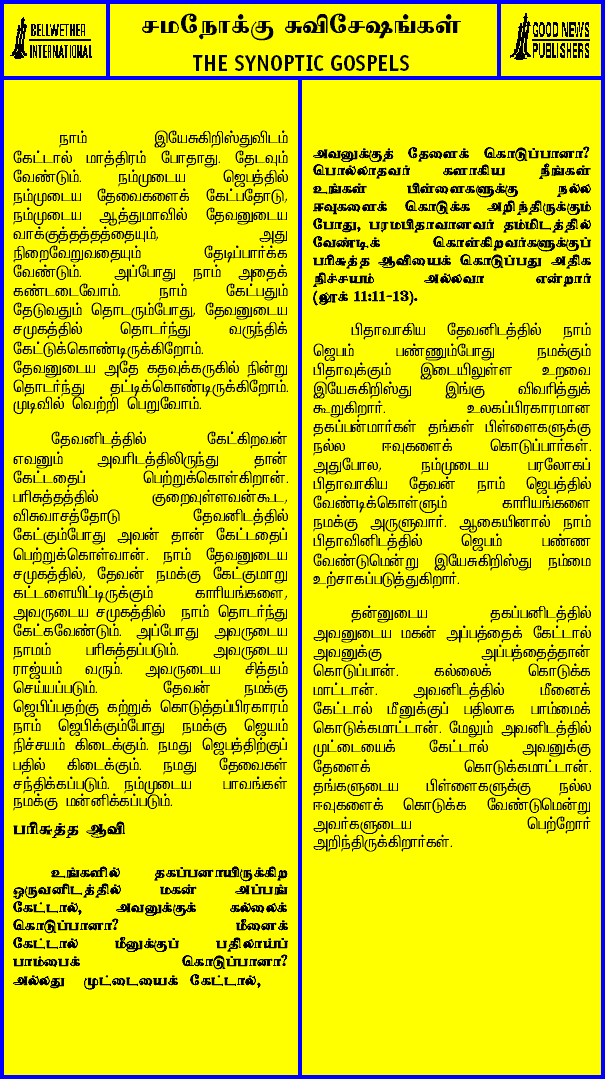 BELLWETHER
INTERNATIONAL
சமநோக்கு சுவிசேஷங்கள்
THE SYNOPTIC GOSPELS
GOOD NEWS
PUBLISHERS
நாம் இயேசுகிறிஸ்துவிடம்
கேட்டால் மாத்திரம் போதாது. தேடவும்
வேண்டும். நம்முடைய ஜெபத்தில்
நம்முடைய தேவைகளைக் கேட்பதோடு,
நம்முடைய ஆத்துமாவில் தேவனுடைய
வாக்குத்தத்தத்தையும், அது
நிறைவேறுவதையும் தேடிப்பார்க்க
வேண்டும். அப்போது நாம் அதைக்
கண்டடைவோம். நாம் கேட்பதும்
தேடுவதும் தொடரும்போது, தேவனுடைய
சமுகத்தில் தொடர்ந்து வருந்திக்
கேட்டுக்கொண்டிருக்கிறோம்.
தேவனுடைய அதே கதவுக்கருகில் நின்று
தொடர்ந்து தட்டிக்கொண்டிருக்கிறோம்.
முடிவில் வெற்றி பெறுவோம்.
தேவனிடத்தில் கேட்கிறவன்
எவனும் அவரிடத்திலிருந்து தான்
கேட்டதைப் பெற்றுக்கொள்கிறான்.
பரிசுத்தத்தில் குறைவுள்ளவன்கூட,
விசுவாசத்தோடு தேவனிடத்தில்
கேட்கும்போது அவன் தான் கேட்டதைப்
பெற்றுக்கொள்வான். நாம் தேவனுடைய
சமுகத்தில், தேவன் நமக்கு கேட்குமாறு
கட்டளையிட்டிருக்கும் காரியங்களை,
அவருடைய சமுகத்தில் நாம் தொடர்ந்து
கேட்கவேண்டும். அப்போது அவருடைய
நாமம் பரிசுத்தப்படும். அவருடைய
ராஜ்யம் வரும். அவருடைய சித்தம்
செய்யப்படும். தேவன் நமக்கு
ஜெபிப்பதற்கு கற்றுக் கொடுத்தப்பிரகாரம்
நாம் ஜெபிக்கும்போது நமக்கு ஜெயம்
நிச்சயம் கிடைக்கும். நமது ஜெபத்திற்குப்
பதில் கிடைக்கும். நமது தேவைகள்
சந்திக்கப்படும். நம்முடைய பாவங்கள்
நமக்கு மன்னிக்கப்படும்.
பரிசுத்த ஆவி
உங்களில் தகப்பனாயிருக்கிற
ஒருவனிடத்தில் மகன் அப்பங்
கேட்டால், அவனுக்குக் கல்லைக்
கொடுப்பானா? மீனைக்
கேட்டால் மீனுக்குப் பதிலாய்ப்
பாம்பைக் கொடுப்பானா?
அல்லது முட்டையைக் கேட்டால்,
அவனுக்குத் தேளைக் கொடுப்பானா?
பொல்லாதவர் களாகிய நீங்கள்
உங்கள் பிள்ளைகளுக்கு நல்ல
ஈவுகளைக் கொடுக்க அறிந்திருக்கும்
போது, பரமபிதாவானவர் தம்மிடத்தில்
வேண்டிக் கொள்கிறவர்களுக்குப்
பரிசுத்த ஆவியைக் கொடுப்பது அதிக
நிச்சயம் அல்லவா என்றார்
(லூக் 11:11-13).
பிதாவாகிய தேவனிடத்தில் நாம்
ஜெபம் பண்ணும்போது நமக்கும்
பிதாவுக்கும் இடையிலுள்ள உறவை
இயேசுகிறிஸ்து இங்கு விவரித்துக்
கூறுகிறார். உலகப்பிரகாரமான
தகப்பன்மார்கள் தங்கள் பிள்ளைகளுக்கு
நல்ல ஈவுகளைக் கொடுப்பார்கள்.
அதுபோல, நம்முடைய பரலோகப்
பிதாவாகிய தேவன் நாம் ஜெபத்தில்
வேண்டிக்கொள்ளும் காரியங்களை
நமக்கு அருளுவார். ஆகையினால் நாம்
பிதாவினிடத்தில் ஜெபம் பண்ண
வேண்டுமென்று இயேசுகிறிஸ்து நம்மை
உற்சாகப்படுத்துகிறார்.
தன்னுடைய தகப்பனிடத்தில்
அவனுடைய மகன் அப்பத்தைக் கேட்டால்
அவனுக்கு அப்பத்தைத்தான்
கொடுப்பான். கல்லைக் கொடுக்க
மாட்டான். அவனிடத்தில் மீனைக்
கேட்டால் மீனுக்குப் பதிலாக பாம்மைக்
கொடுக்கமாட்டான். மேலும் அவனிடத்தில்
முட்டையைக் கேட்டால் அவனுக்கு
தேளைக் கொடுக்கமாட்டான்.
தங்களுடைய பிள்ளைகளுக்கு நல்ல
ஈவுகளைக் கொடுக்க வேண்டுமென்று
அவர்களுடைய பெற்றோர்
அறிந்திருக்கிறார்கள்.